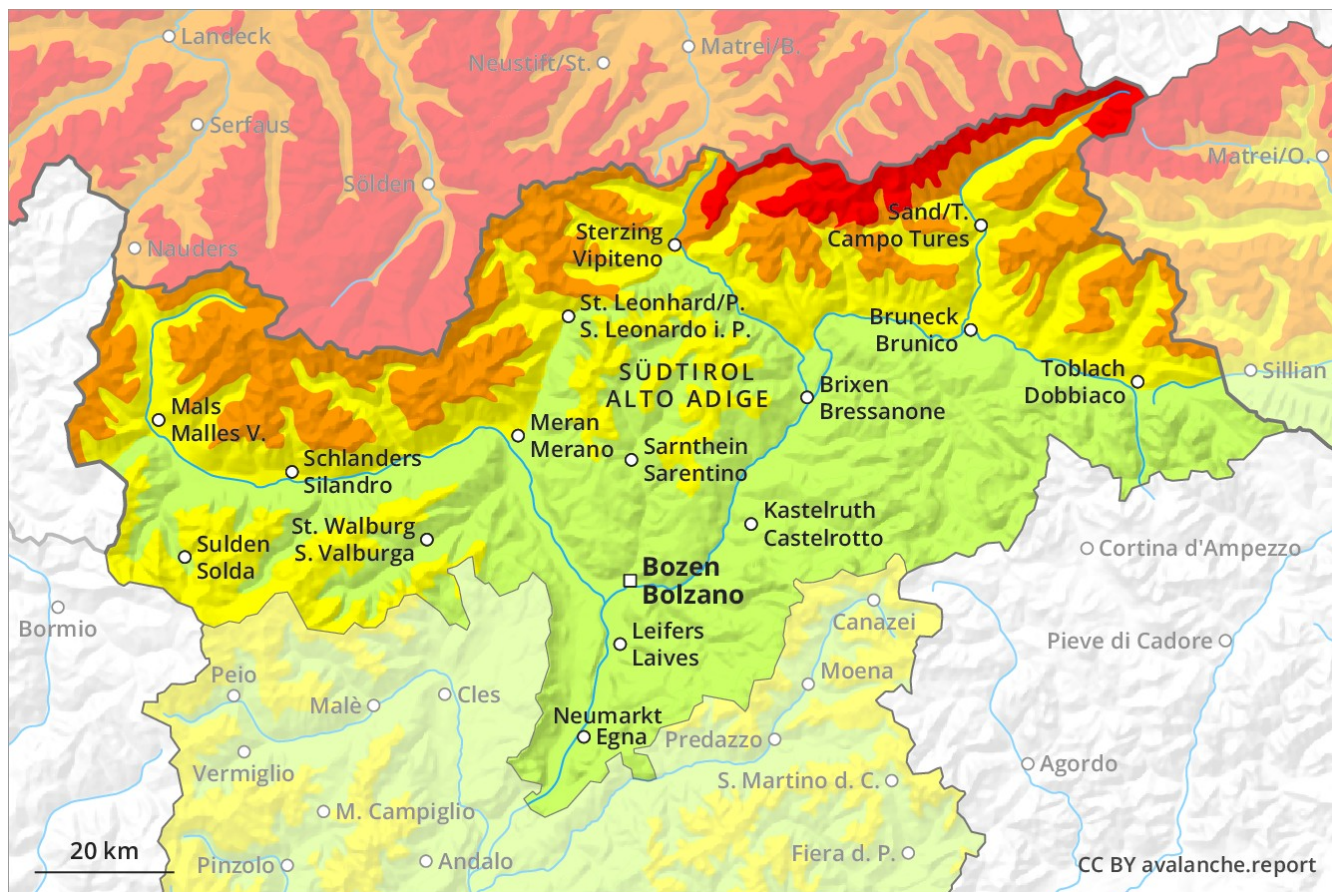 Landeck
Neustift/St.
Matrei/B.
Serfaus
Matrei/O.
Sölden
Nauders
Sterzing
Vipiteno
Sand/T.
Campo Tures
St. Leonhard/P.
S. Leonardo i. P.
Bruneck
Brunico
Toblach
Dobbiaco
Sillian
SÜDTIROL
ALTO ADIGE
Brixen
Bressanone
Mals
Malles V.
Meran
Merano
Sarnthein
Sarentino
Schlanders
Silandro
St. Walburg
S. Valburga
Kastelruth
Castelrotto
Sulden
Solda
Cortina d'Ampezzo
Bozen
Bolzano
Bormio
Canazei
Leifers
Laives
Pieve di Cadore
Peio
Malè
Cles
Moena
Neumarkt
Egna
Predazzo
Vermiglio
Agordo
S. Martino d. C.
M. Campiglio
20 km
Pinzolo
Andalo
Fiera d. P.
CC BY avalanche.report